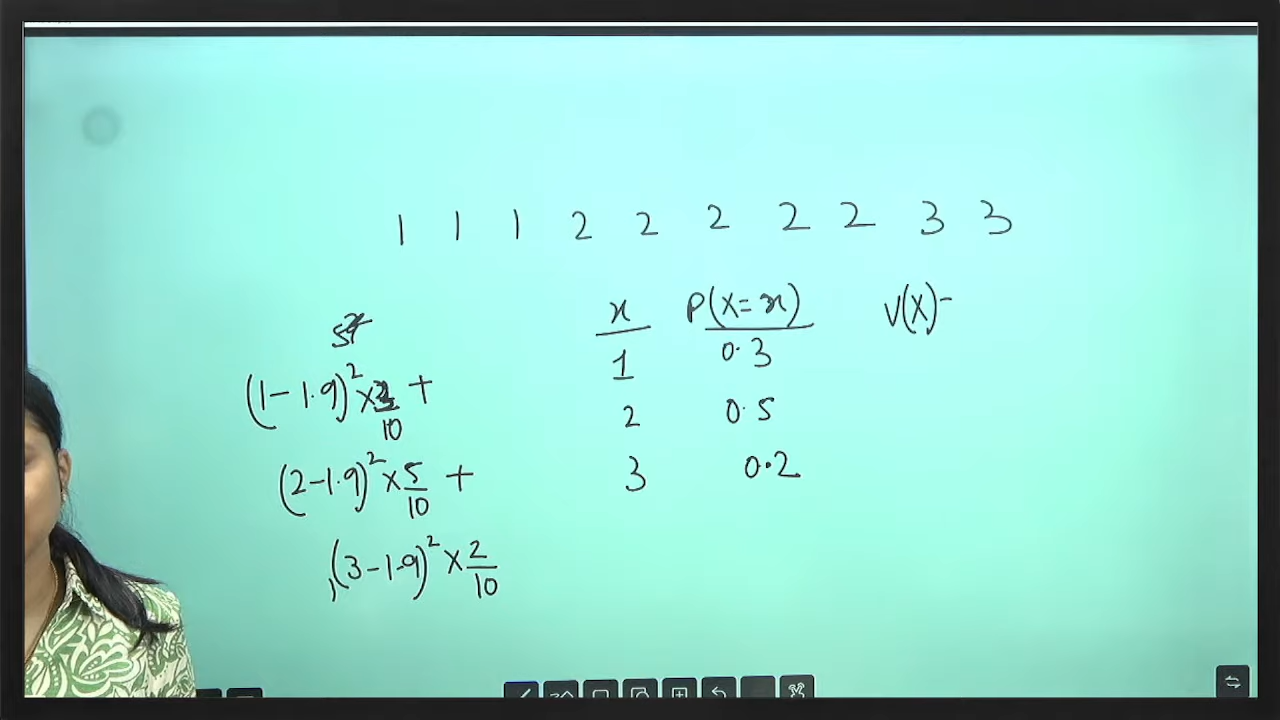 1 1 1 2 2 2 2 2 3 3
x P(X=x) V(X)-
1 0.3
2 0.5
3 0.2
(1-1.9)² × 3/10 +
(2-1.9)² × 5/10 +
(3-1.9)² × 2/10